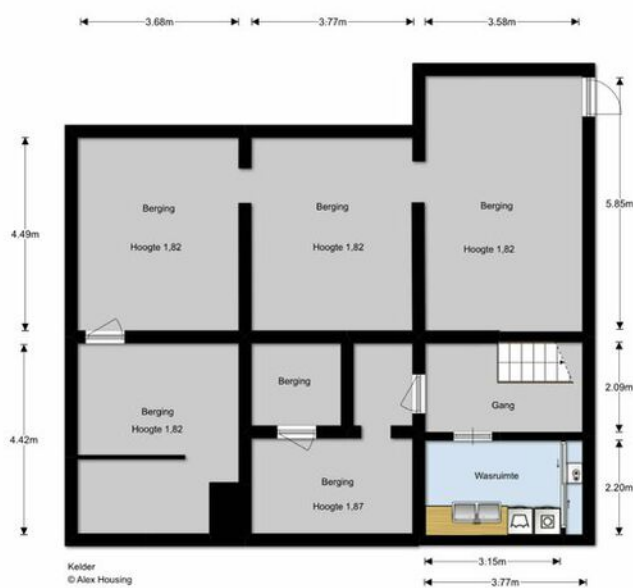 3.68m
3.77m
3.58m
4.49m
5.85m
Berging
Berging
Berging
Hoogte 1,82
Hoogte 1,82
Hoogte 1,82
4.42m
2.09m
Berging
Gang
Berging
Hoogte 1,82
Wasruimte
2.20m
Berging
Hoogte 1,87
3.15m
3.77m
Kelder
© Alex Housing